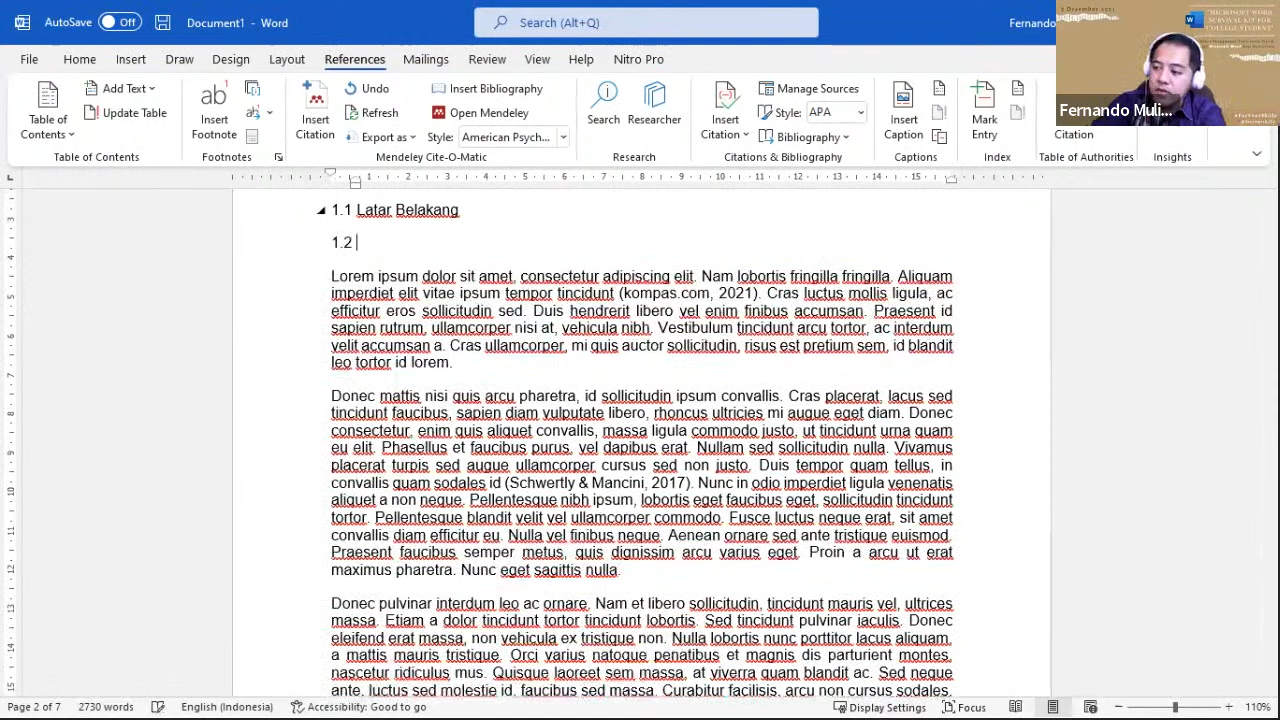 AutoSave Off Document1 - Word Search (Alt+Q) Fernando
File Home Insert Draw Design Layout References Mailings Review View Help Nitro Pro
Table of Contents
Add Text
Update Table
Table of Contents
Insert Footnote
Footnotes
Insert Citation
Undo
Refresh
Export as
Insert Bibliography
Open Mendeley
Style: American Psych...
Mendeley Cite-O-Matic
Search
Researcher
Research
Insert Citation
Manage Sources
Style: APA
Bibliography
Citations & Bibliography
Insert Caption
Captions
Mark Entry
Index
Citation
Table of Authorities
Insights
"MICROSOFT WORD
SURVIVAL KIT FOR
COLLEGE STUDENT"
Fernando Muli...
1.1 Latar Belakang
1.2
Lorem ipsum dolor sit amet, consectetur adipiscing elit. Nam lobortis fringilla fringilla. Aliquam
imperdiet elit vitae ipsum tempor tincidunt (kompas.com, 2021). Cras luctus mollis ligula, ac
efficitur eros sollicitudin sed. Duis hendrerit libero vel enim finibus accumsan. Praesent id
sapien rutrum, ullamcorper nisi at, vehicula nibh. Vestibulum tincidunt arcu tortor, ac interdum
velit accumsan a. Cras ullamcorper, mi quis auctor sollicitudin, risus est pretium sem, id blandit
leo tortor id lorem.
Donec mattis nisi quis arcu pharetra, id sollicitudin ipsum convallis. Cras placerat, lacus sed
tincidunt faucibus, sapien diam vulputate libero, rhoncus ultricies mi augue eget diam. Donec
consectetur, enim quis aliquet convallis, massa ligula commodo justo, ut tincidunt urna quam
eu elit. Phasellus et faucibus purus, vel dapibus erat. Nullam sed sollicitudin nulla. Vivamus
placerat turpis sed augue ullamcorper cursus sed non justo. Duis tempor quam tellus, in
convallis quam sodales id (Schwertly & Mancini, 2017). Nunc in odio imperdiet ligula venenatis
aliquet a non neque. Pellentesque nibh ipsum, lobortis eget faucibus eget, sollicitudin tincidunt
tortor. Pellentesque blandit velit vel ullamcorper commodo. Fusce luctus neque erat, sit amet
convallis diam efficitur eu. Nulla vel finibus neque. Aenean ornare sed ante tristique euismod.
Praesent faucibus semper metus, quis dignissim arcu varius eget. Proin a arcu ut erat
maximus pharetra. Nunc eget sagittis nulla.
Donec pulvinar interdum leo ac ornare. Nam et libero sollicitudin, tincidunt mauris vel, ultrices
massa. Etiam a dolor tincidunt tortor tincidunt lobortis. Sed tincidunt pulvinar iaculis. Donec
eleifend erat massa, non vehicula ex tristique non. Nulla lobortis nunc porttitor lacus aliquam,
a mattis mauris tristique. Orci varius natoque penatibus et magnis dis parturient montes,
nascetur ridiculus mus. Quisque laoreet sem massa, at viverra quam blandit ac. Sed neque
ante, luctus sed molestie id, faucibus sed massa. Curabitur facilisis, arcu non cursus sodales,
Page 2 of 7 2730 words English (Indonesia) Accessibility: Good to go Display Settings Focus 110%